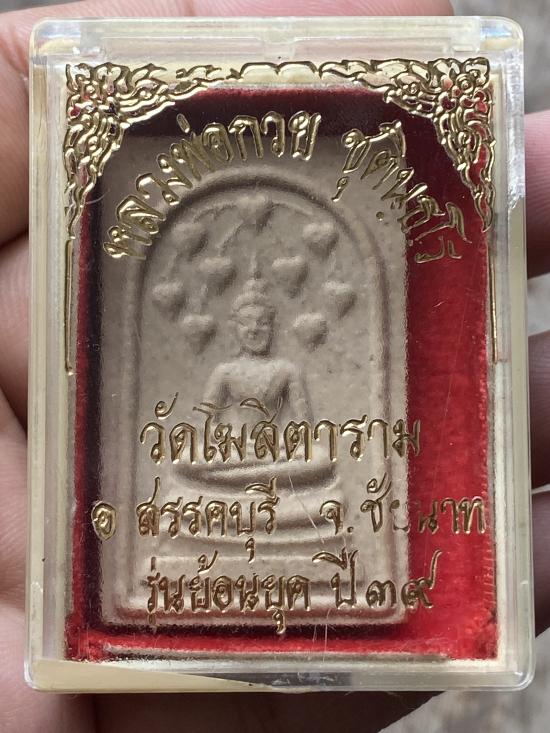 หลวงพ่อกวย ชุตินฺธโร
วัดโฆสิตาราม
อ สรรคบุรี จ.ชัยนาท
รุ่นย้อนยุค ปี ๓๙